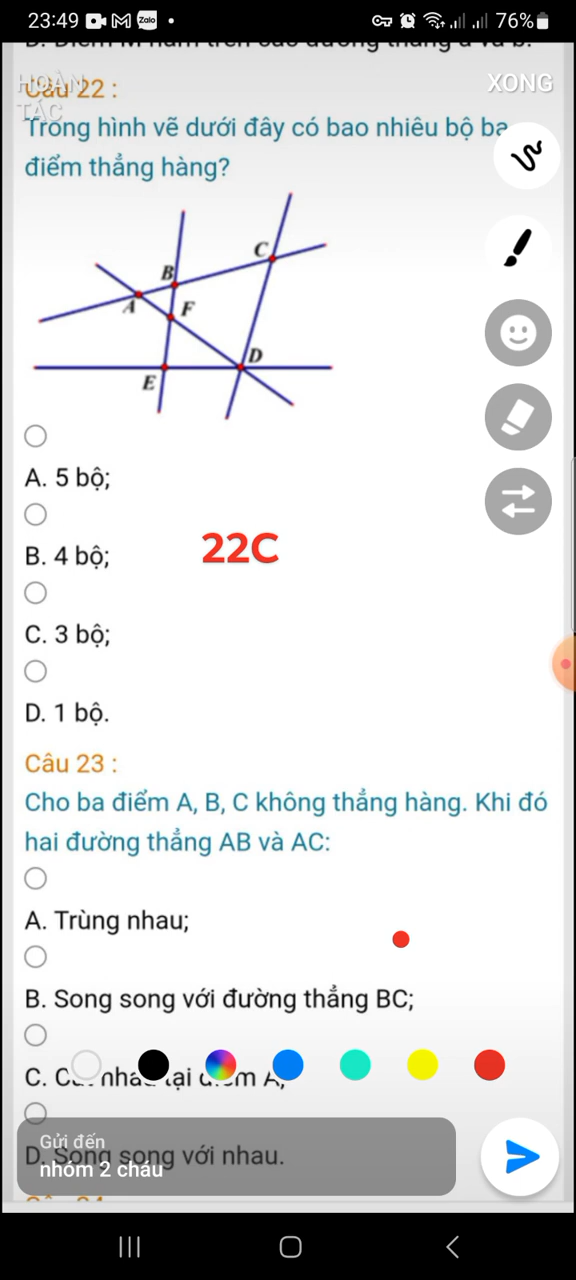 23:49 Zalo 76%
HOÀN TÁC
XONG
Câu 22 :
Trong hình vẽ dưới đây có bao nhiêu bộ ba
điểm thẳng hàng?
C
B
A
F
D
E
A. 5 bộ;
22C
B. 4 bộ;
C. 3 bộ;
D. 1 bộ.
Câu 23 :
Cho ba điểm A, B, C không thẳng hàng. Khi đó
hai đường thẳng AB và AC:
A. Trùng nhau;
B. Song song với đường thẳng BC;
C. A;
Gửi đến
D. Song song với nhau.
nhóm 2 cháu